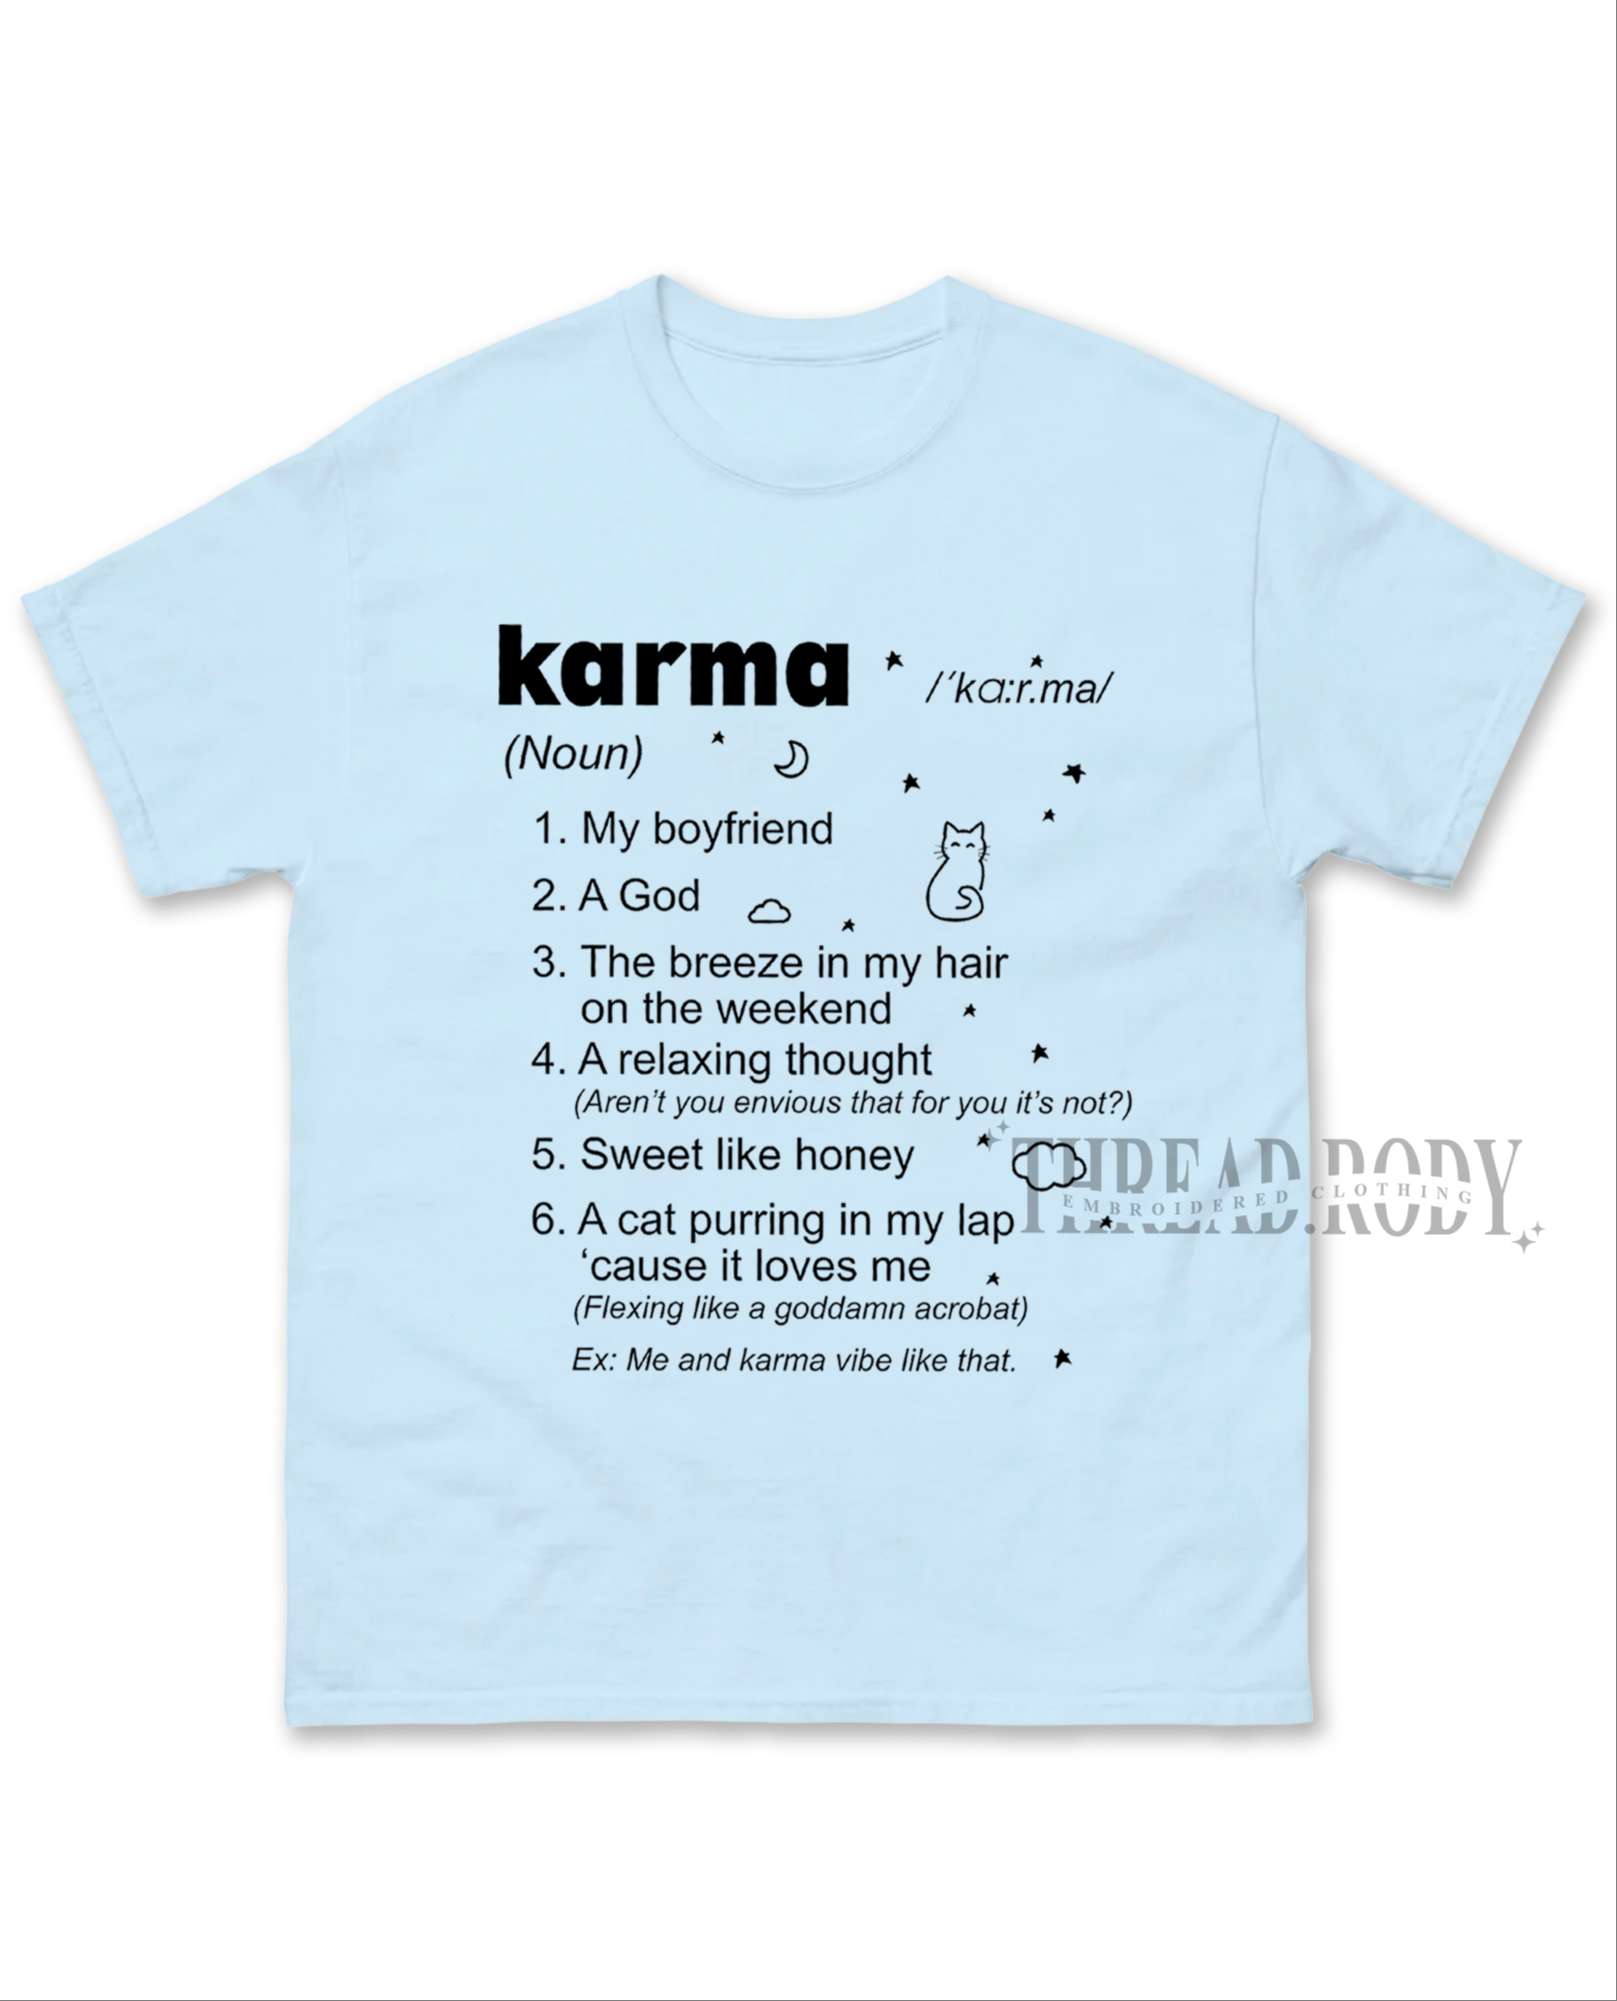 karma /ˈkɑ:r.ma/
(Noun)
1. My boyfriend
2. A God
3. The breeze in my hair
on the weekend
4. A relaxing thought
(Aren’t you envious that for you it’s not?)
5. Sweet like honey
THREAD.RODY
EMBROIDERED CLOTHING
6. A cat purring in my lap
‘cause it loves me
(Flexing like a goddamn acrobat)
Ex: Me and karma vibe like that.